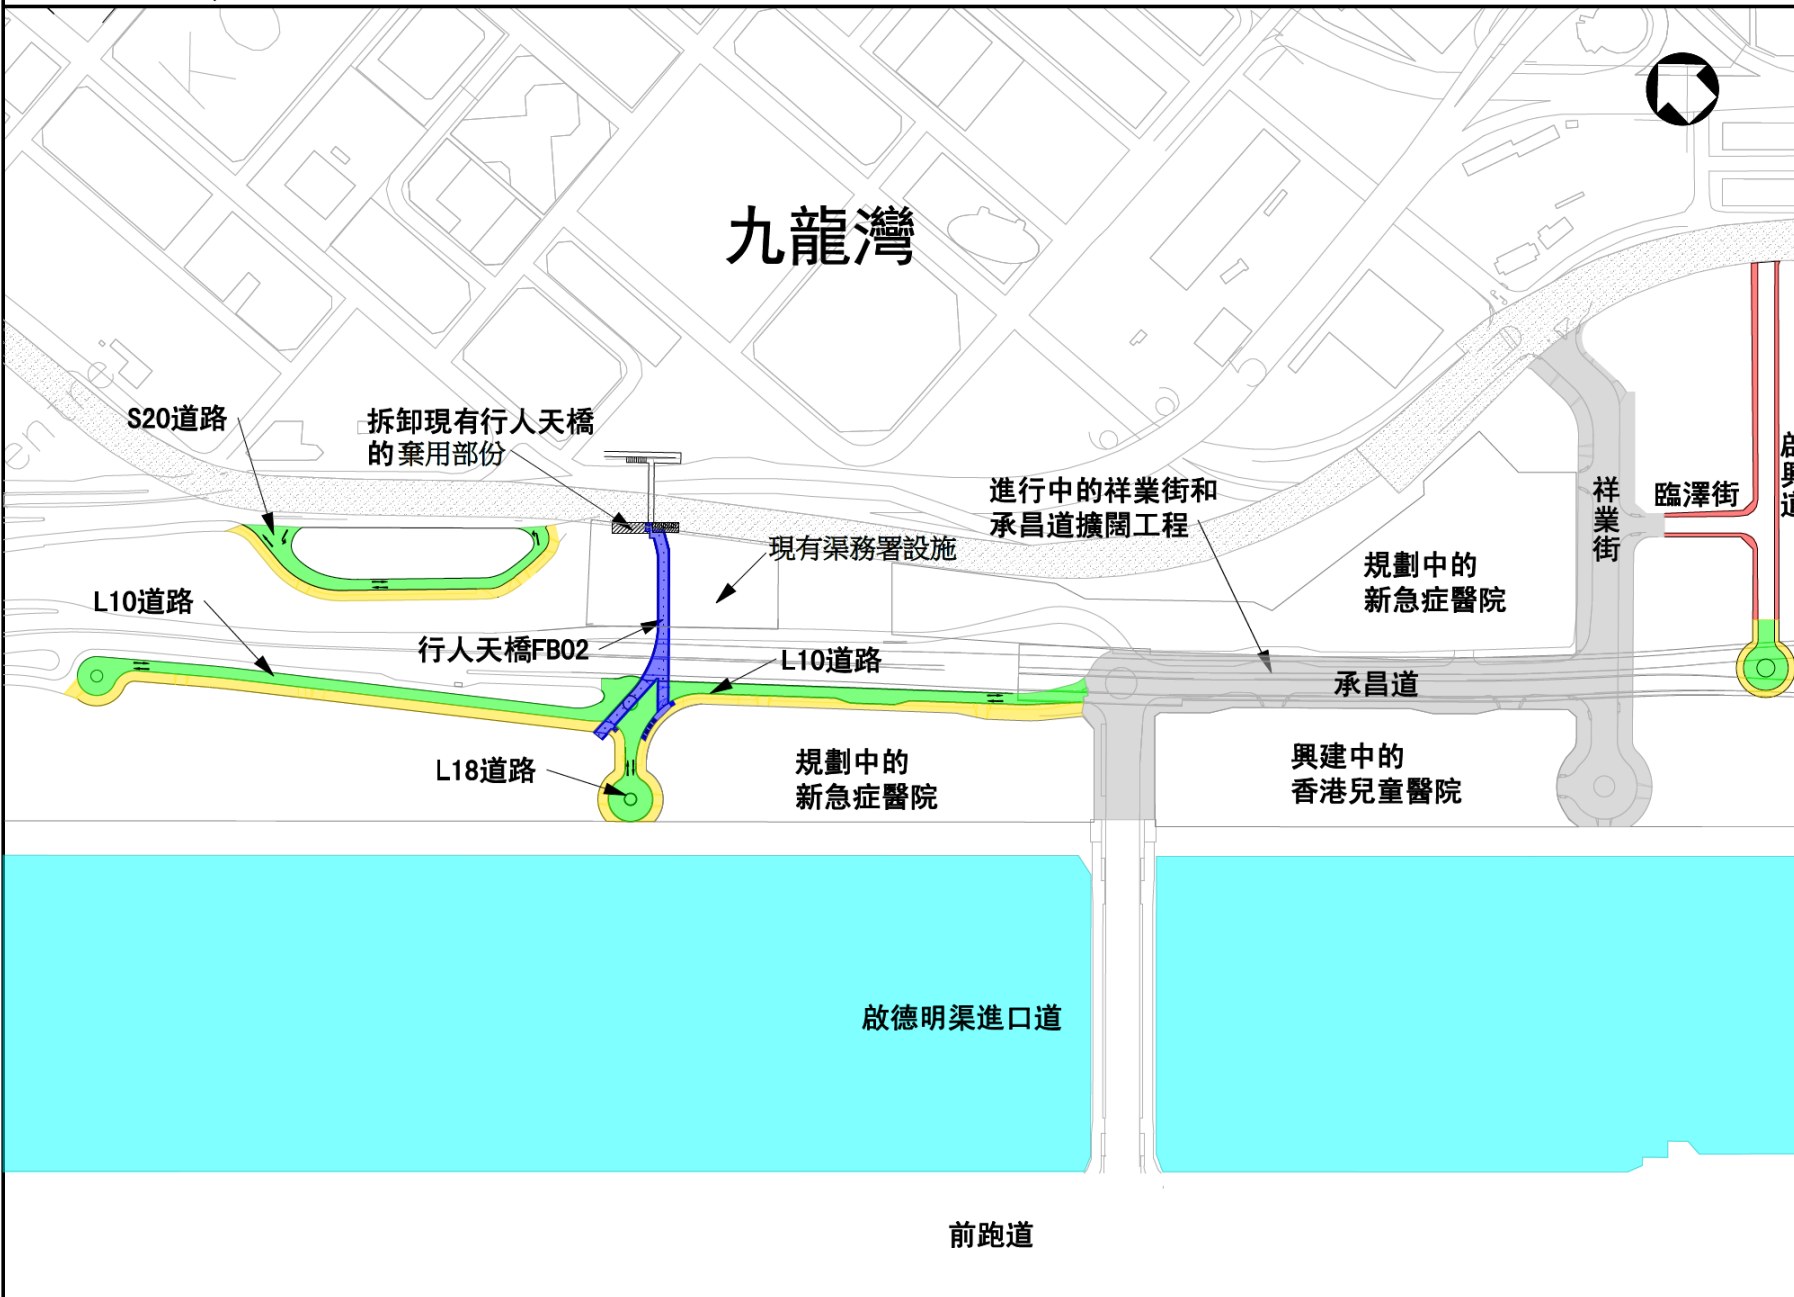 九龍灣
S20道路
拆卸現有行人天橋
的棄用部份
進行中的祥業街和
承昌道擴闊工程
祥業街
臨澤街
啟興道
現有渠務署設施
規劃中的
新急症醫院
L10道路
行人天橋FB02
L10道路
承昌道
L18道路
規劃中的
新急症醫院
興建中的
香港兒童醫院
啟德明渠進口道
前跑道